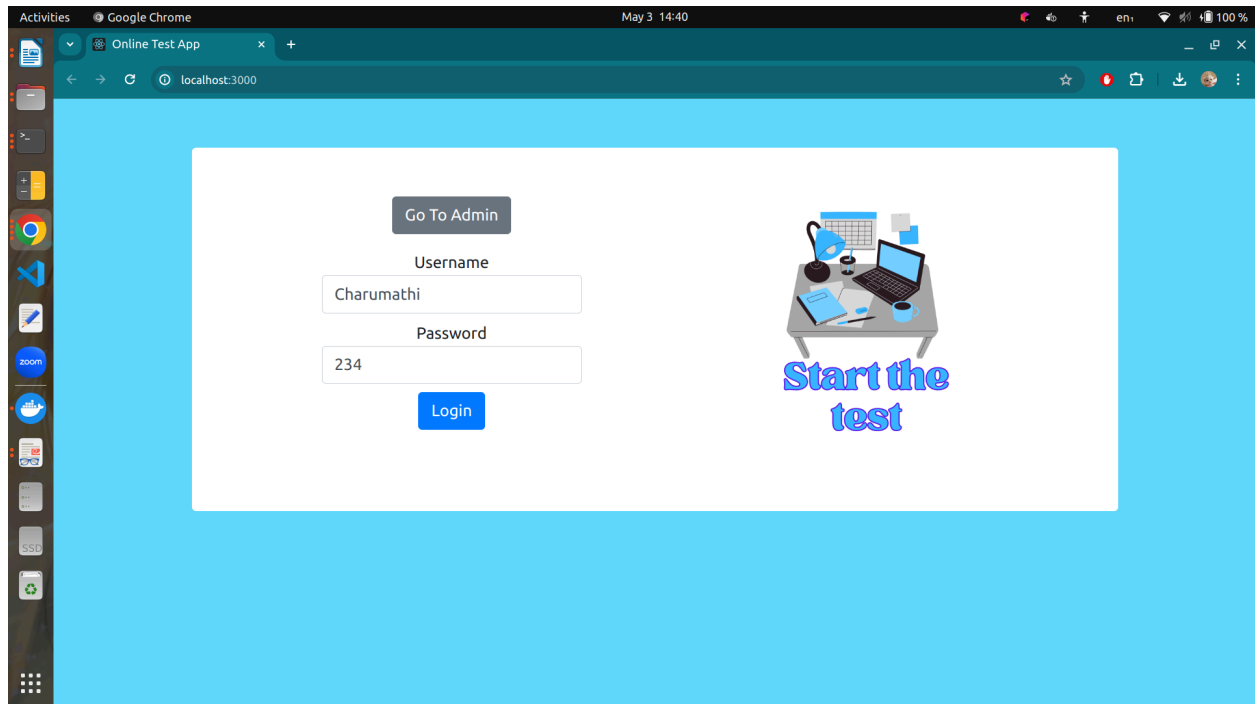 Activities Google Chrome May 3 14:40 en₁ 100 %
Online Test App
localhost:3000
Go To Admin
Username
Charumathi
Password
234
Login
Start the
test
zoom
SSD